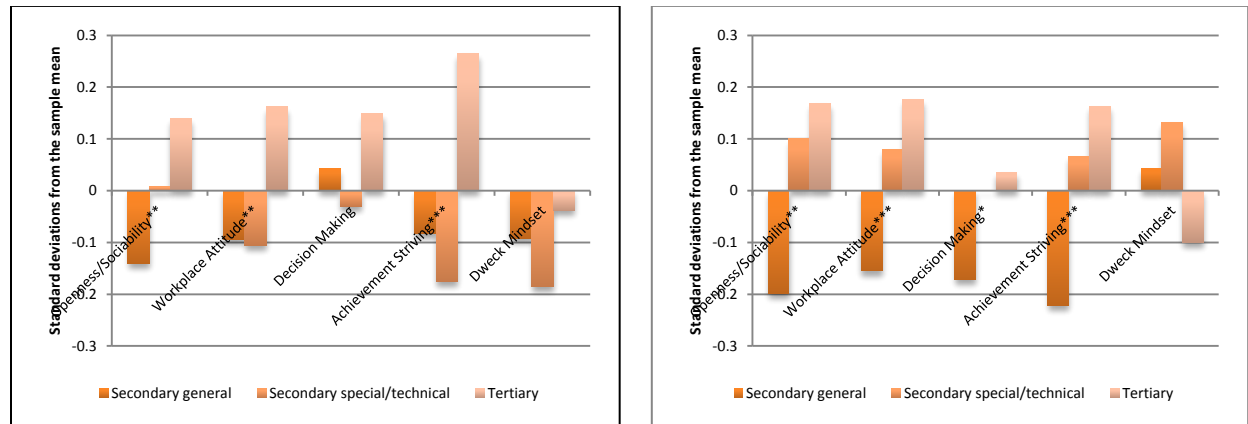 Standard deviations from the sample mean
0.3
0.2
0.1
0
-0.1
-0.2
-0.3
Openness/Sociability**
Workplace Attitude**
Decision Making
Achievement Striving***
Dweck Mindset
Secondary general
Secondary special/technical
Tertiary
Standard deviations from the sample mean
0.3
0.2
0.1
0
-0.1
-0.2
-0.3
Openness/Sociability**
Workplace Attitude***
Decision Making*
Achievement Striving***
Dweck Mindset
Secondary general
Secondary special/technical
Tertiary